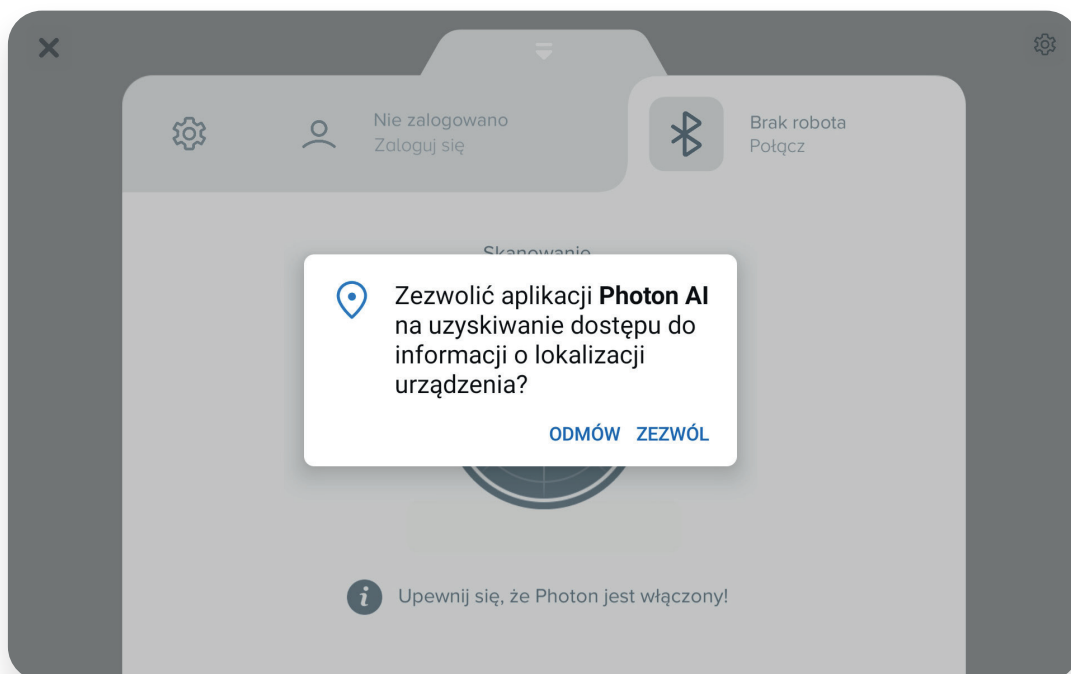 Nie zalogowano
Zaloguj się
Brak robota
Połącz
Skanowanie
Zezwolić aplikacji Photon AI
na uzyskiwanie dostępu do
informacji o lokalizacji
urządzenia?
ODMÓW ZEZWÓL
i Upewnij się, że Photon jest włączony!